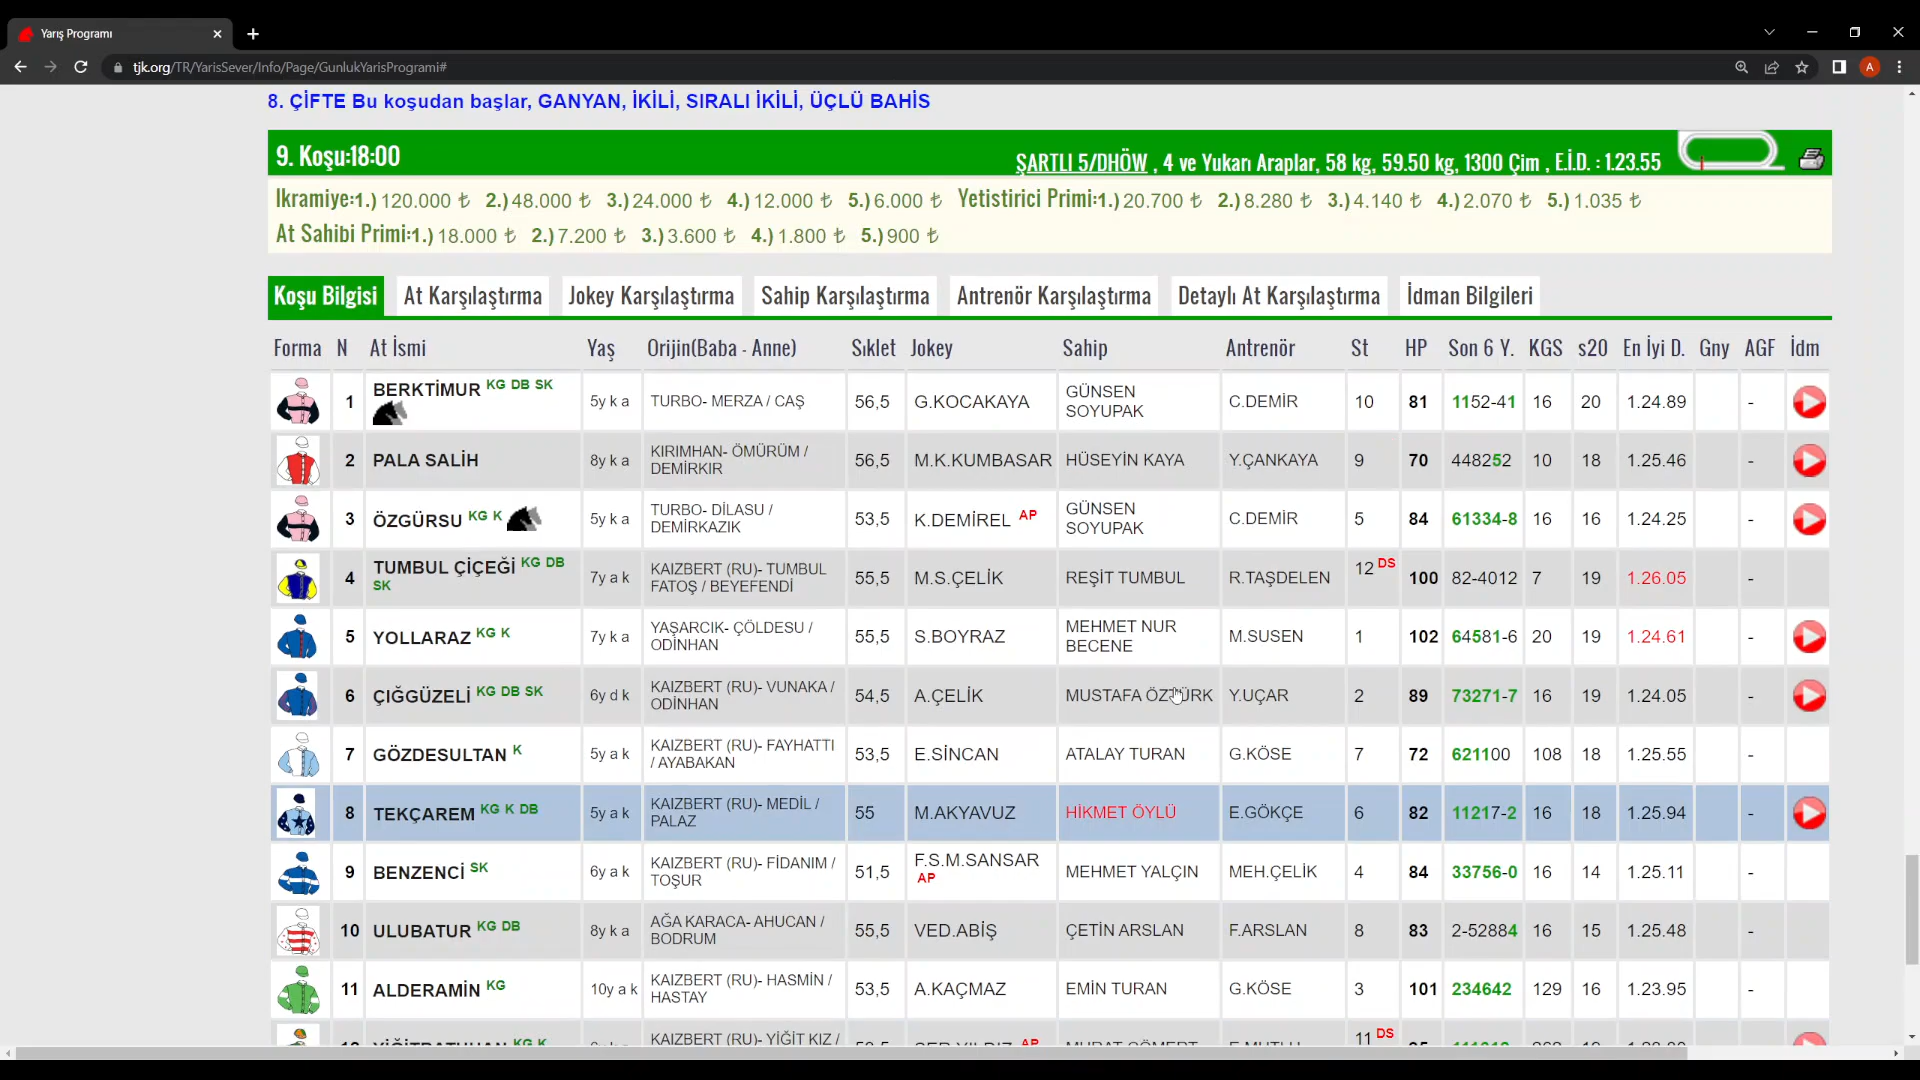 Yarış Programı
tjk.org/TR/YarisSever/Info/Page/GunlukYarisProgrami#
A
8. ÇİFTE Bu koşudan başlar, GANYAN, İKİLİ, SIRALI İKİLİ, ÜÇLÜ BAHİS
9. Koşu:18:00
ŞARTLI 5/DHÖW , 4 ve Yukarı Araplar, 58 kg, 59.50 kg, 1300 Çim , E.İ.D. : 1.23.55
Ikramiye:1.) 120.000 ₺ 2.) 48.000 ₺ 3.) 24.000 ₺ 4.) 12.000 ₺ 5.) 6.000 ₺ Yetistirici Primi:1.) 20.700 ₺ 2.) 8.280 ₺ 3.) 4.140 ₺ 4.) 2.070 ₺ 5.) 1.035 ₺
At Sahibi Primi:1.) 18.000 ₺ 2.) 7.200 ₺ 3.) 3.600 ₺ 4.) 1.800 ₺ 5.) 900 ₺
Koşu Bilgisi At Karşılaştırma Jokey Karşılaştırma Sahip Karşılaştırma Antrenör Karşılaştırma Detaylı At Karşılaştırma İdman Bilgileri
Forma N At İsmi Yaş Orijin(Baba - Anne) Sıklet Jokey Sahip Antrenör St HP Son 6 Y. KGS s20 En İyi D. Gny AGF İdm
1 BERKTİMUR KG DB SK 5y k a TURBO- MERZA / CAŞ 56,5 G.KOCAKAYA GÜNSEN SOYUPAK C.DEMİR 10 81 1152-41 16 20 1.24.89 -
2 PALA SALİH 8y k a KIRIMHAN- ÖMÜRÜM / DEMİRKIR 56,5 M.K.KUMBASAR HÜSEYİN KAYA Y.ÇANKAYA 9 70 448252 10 18 1.25.46 -
3 ÖZGÜRSU KG K 5y k a TURBO- DİLASU / DEMİRKAZIK 53,5 K.DEMİREL AP GÜNSEN SOYUPAK C.DEMİR 5 84 61334-8 16 16 1.24.25 -
4 TUMBUL ÇİÇEĞİ KG DB SK 7y a k KAIZBERT (RU)- TUMBUL FATOŞ / BEYEFENDİ 55,5 M.S.ÇELİK REŞİT TUMBUL R.TAŞDELEN 12 DS 100 82-4012 7 19 1.26.05 -
5 YOLLARAZ KG K 7y k a YAŞARCIK- ÇÖLDESU / ODİNHAN 55,5 S.BOYRAZ MEHMET NUR BECENE M.SUSEN 1 102 64581-6 20 19 1.24.61 -
6 ÇIĞGÜZELİ KG DB SK 6y d k KAIZBERT (RU)- VUNAKA / ODİNHAN 54,5 A.ÇELİK MUSTAFA ÖZTÜRK Y.UÇAR 2 89 73271-7 16 19 1.24.05 -
7 GÖZDESULTAN K 5y a k KAIZBERT (RU)- FAYHATTI / AYABAKAN 53,5 E.SİNCAN ATALAY TURAN G.KÖSE 7 72 621100 108 18 1.25.55 -
8 TEKÇAREM KG K DB 5y a k KAIZBERT (RU)- MEDİL / PALAZ 55 M.AKYAVUZ HİKMET ÖYLÜ E.GÖKÇE 6 82 11217-2 16 18 1.25.94 -
9 BENZENCİ SK 6y a k KAIZBERT (RU)- FİDANIM / TOŞUR 51,5 F.S.M.SANSAR AP MEHMET YALÇIN MEH.ÇELİK 4 84 33756-0 16 14 1.25.11 -
10 ULUBATUR KG DB 8y k a AĞA KARACA- AHUCAN / BODRUM 55,5 VED.ABİŞ ÇETİN ARSLAN F.ARSLAN 8 83 2-52884 16 15 1.25.48 -
11 ALDERAMİN KG 10y a k KAIZBERT (RU)- HASMİN / HASTAY 53,5 A.KAÇMAZ EMİN TURAN G.KÖSE 3 101 234642 129 16 1.23.95 -
KG K KAIZBERT (RU)- YİĞİT KIZ / AP 11 DS